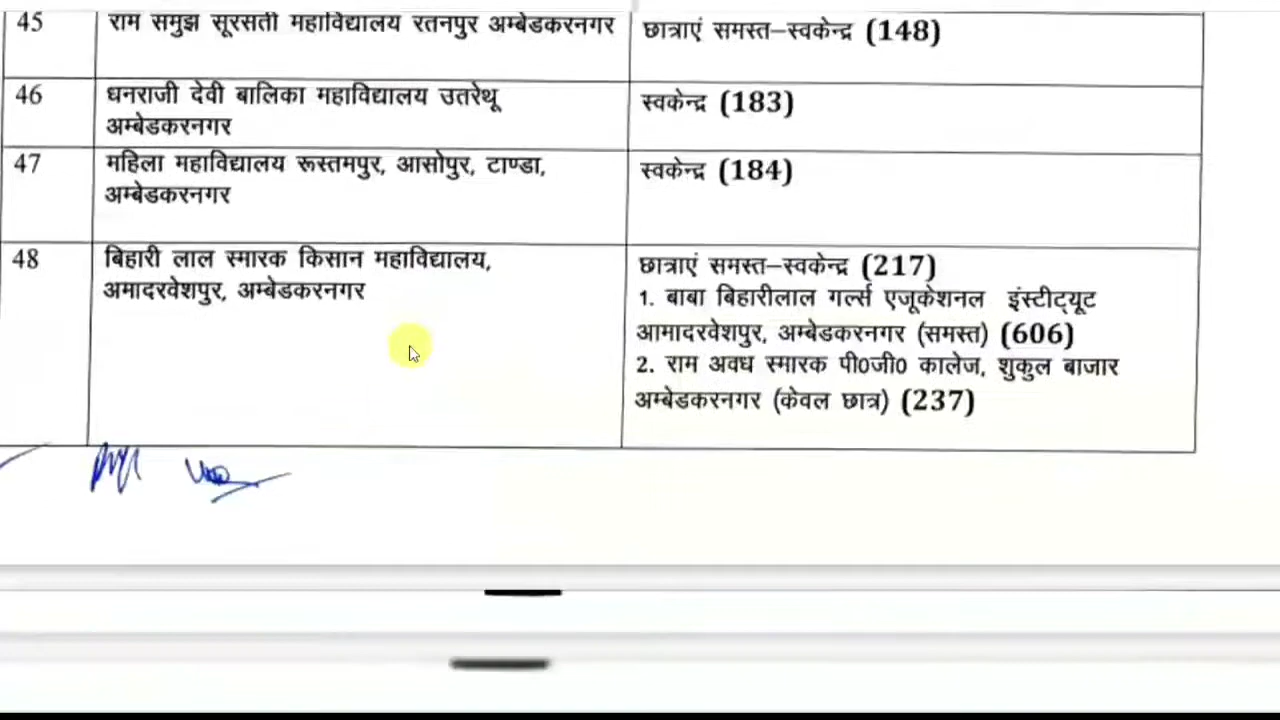 45
राम समुझ सूरसती महाविद्यालय रतनपुर अम्बेडकरनगर
छात्राएं समस्त–स्वकेन्द्र (148)
46
धनराजी देवी बालिका महाविद्यालय उतरेथू
अम्बेडकरनगर
स्वकेन्द्र (183)
47
महिला महाविद्यालय रूस्तमपुर, आसोपुर, टाण्डा,
अम्बेडकरनगर
स्वकेन्द्र (184)
48
बिहारी लाल स्मारक किसान महाविद्यालय,
अमादरवेशपुर, अम्बेडकरनगर
छात्राएं समस्त–स्वकेन्द्र (217)
1. बाबा बिहारीलाल गर्ल्स एजूकेशनल इंस्टीट्यूट
आमादरवेशपुर, अम्बेडकरनगर (समस्त) (606)
2. राम अवध स्मारक पी0जी0 कालेज, शुकुल बाजार
अम्बेडकरनगर (केवल छात्र) (237)